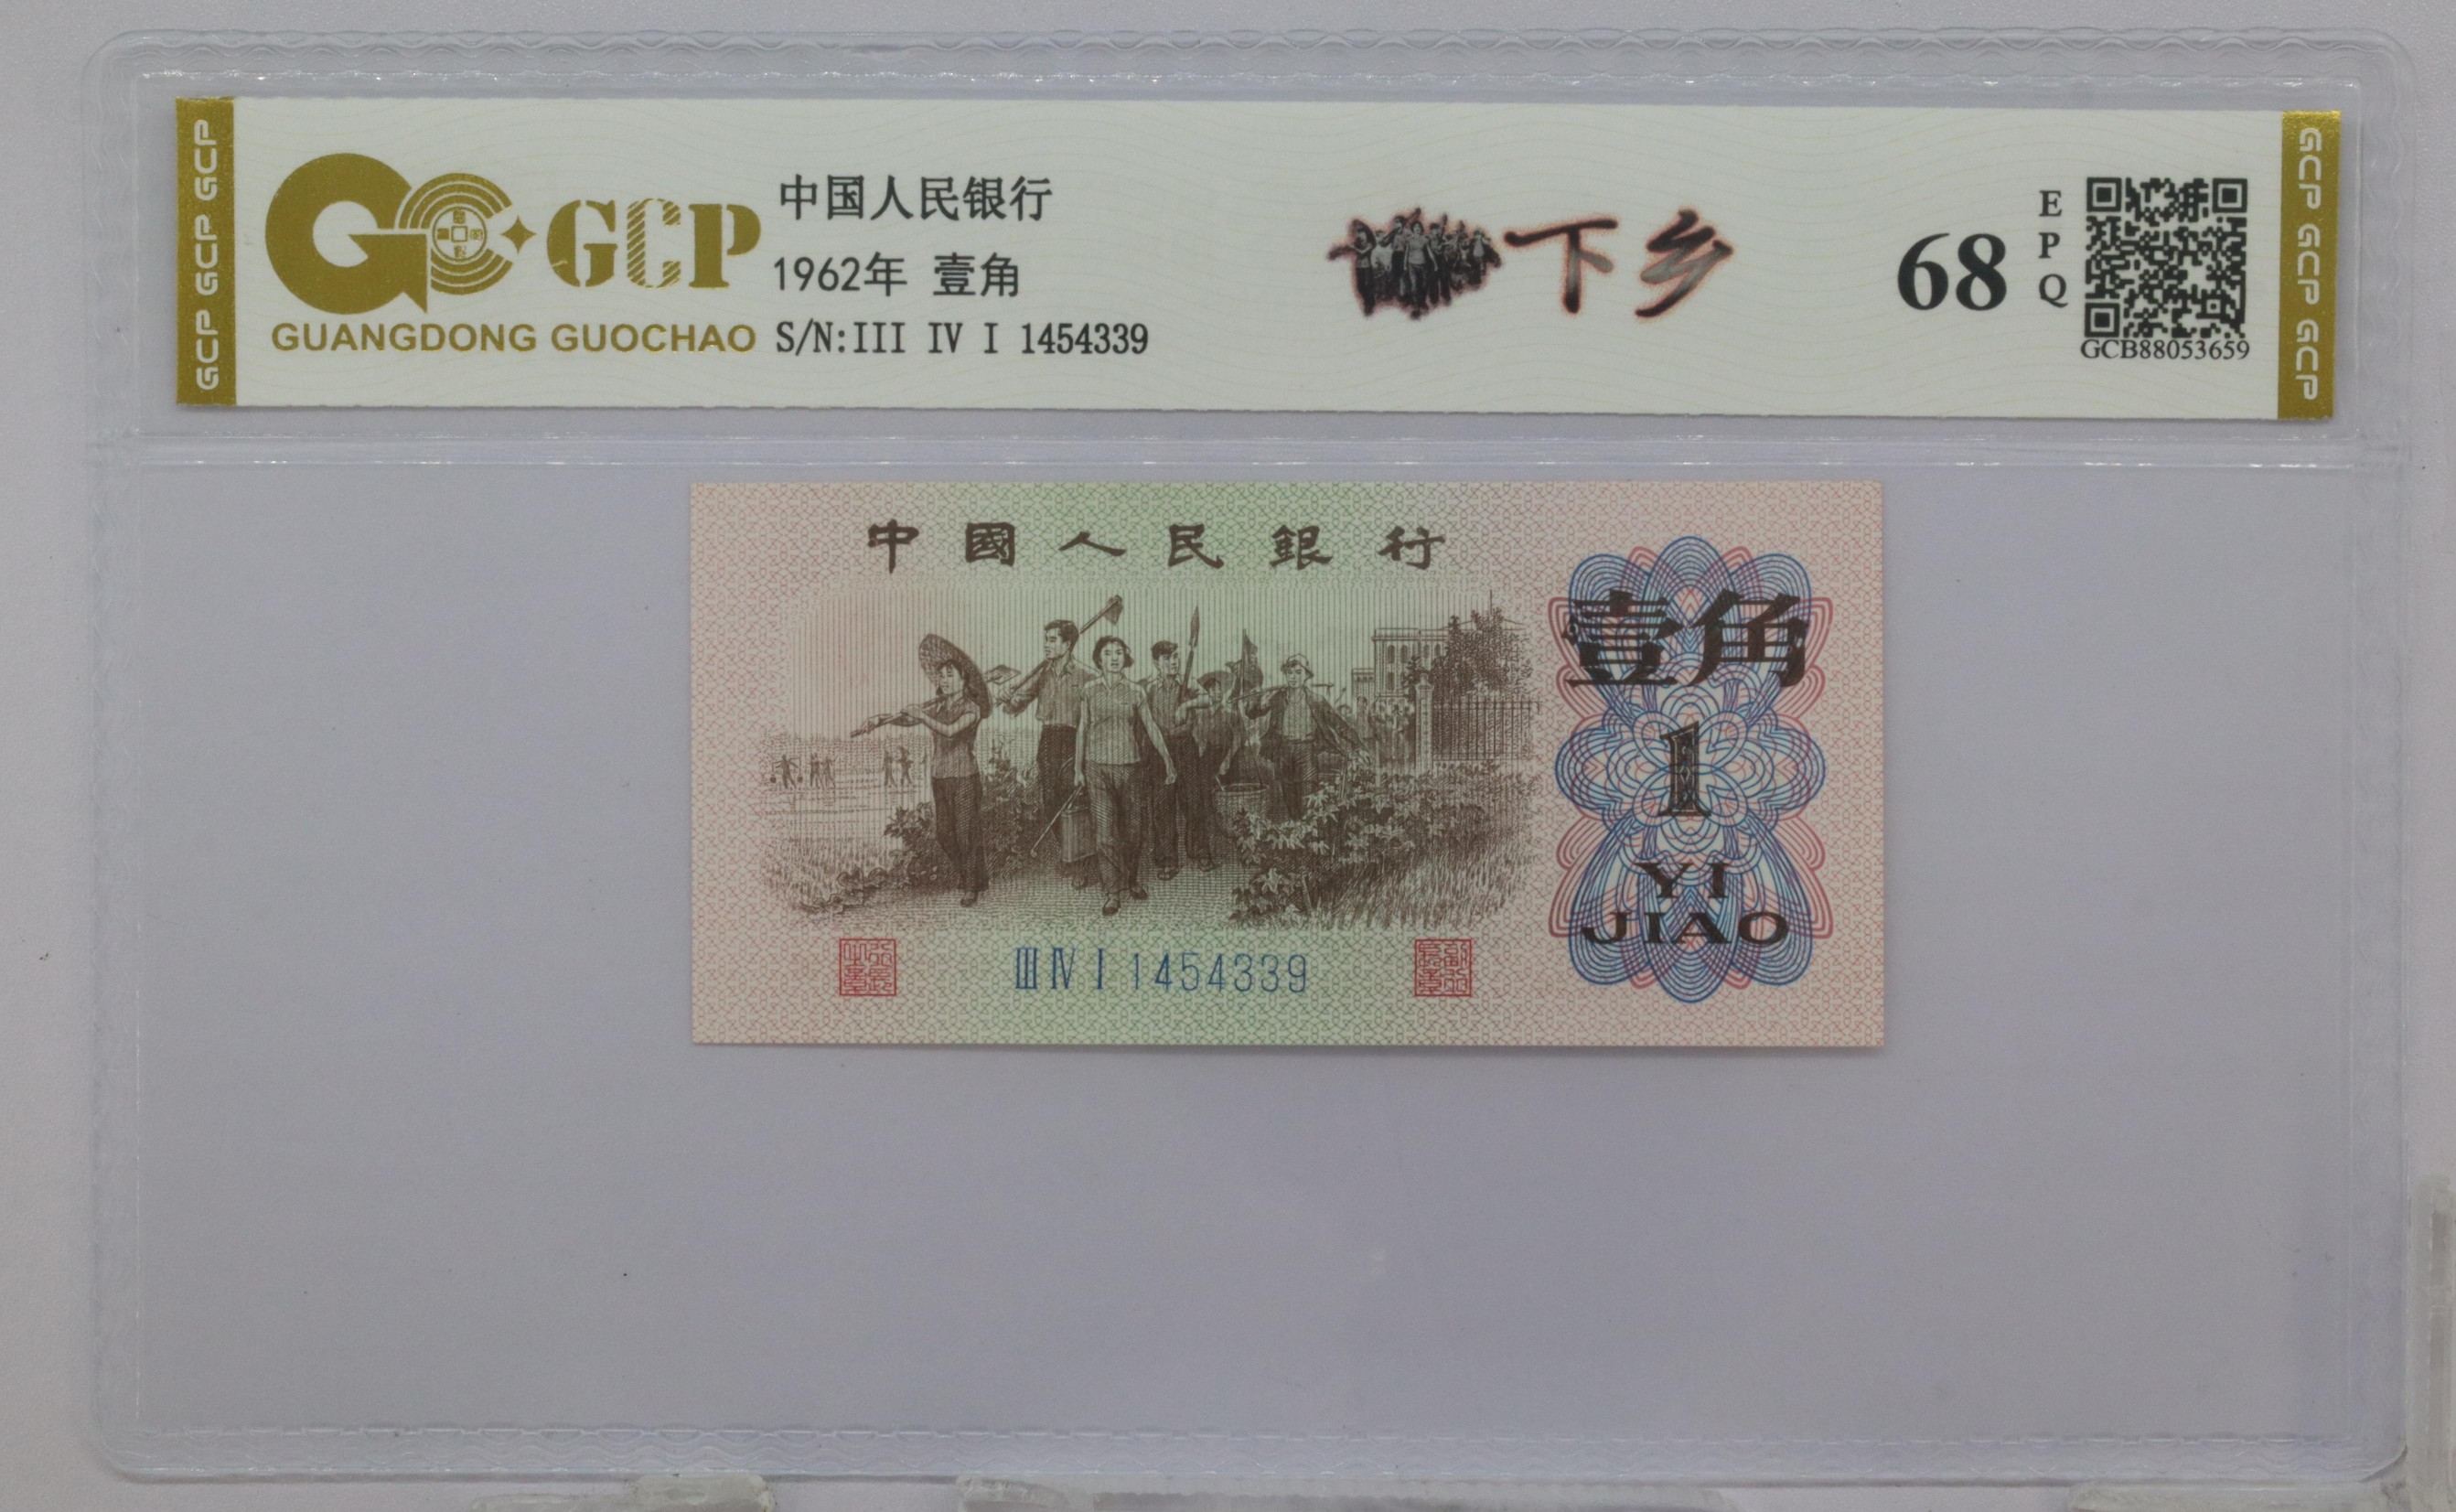 GCP GCP GCP
GCP
GUANGDONG GUOCHAO
中国人民银行
1962年 壹角
S/N:III IV I 1454339
下乡
68
EPQ
GCB88053659
GCP GCP GCP
中國人民銀行
壹角
1
YI
JIAO
III IV I 1454339